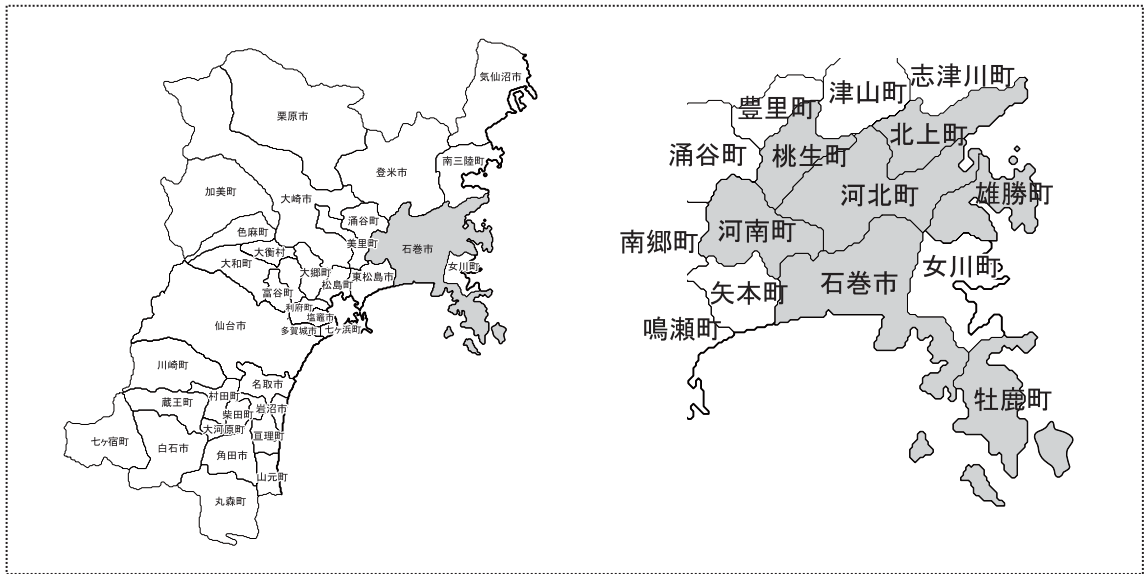 気仙沼市
栗原市
南三陸町
登米市
加美町
大崎市
涌谷町
色麻町
美里町
石巻市
大衡村
大和町
女川町
大郷町
東松島市
松島町
富谷町
利府町
塩竈市
仙台市
多賀城市
七ヶ浜町
川崎町
名取市
村田町
蔵王町
岩沼市
柴田町
大河原町
亘理町
七ヶ宿町
白石市
角田市
山元町
丸森町
志津川町
津山町
豊里町
北上町
涌谷町
桃生町
河北町
雄勝町
河南町
南郷町
女川町
石巻市
矢本町
鳴瀬町
牡鹿町